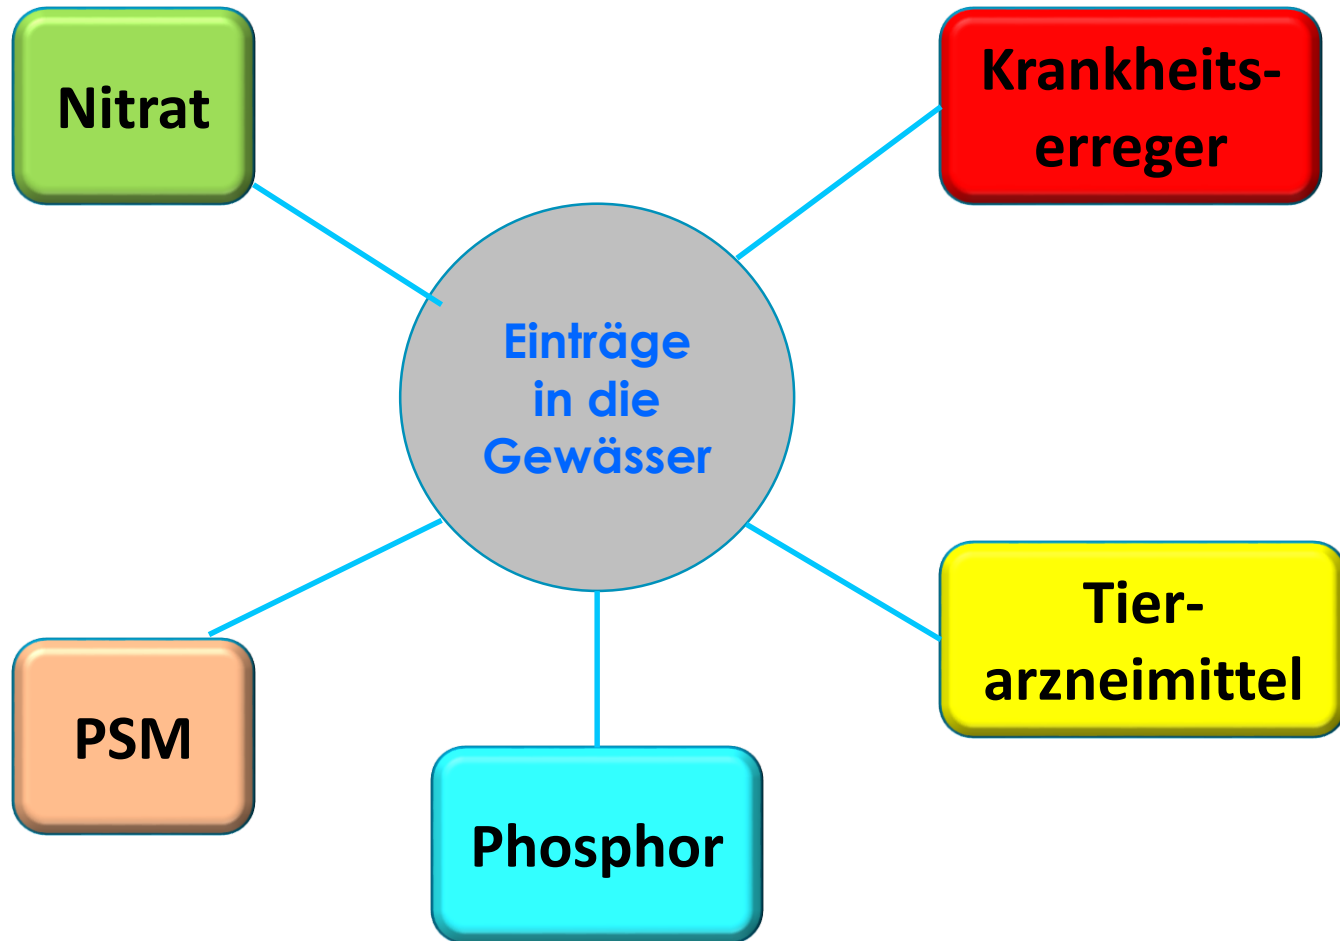 Nitrat
Krankheits-
erreger
Einträge
in die
Gewässer
Tier-
arzneimittel
PSM
Phosphor